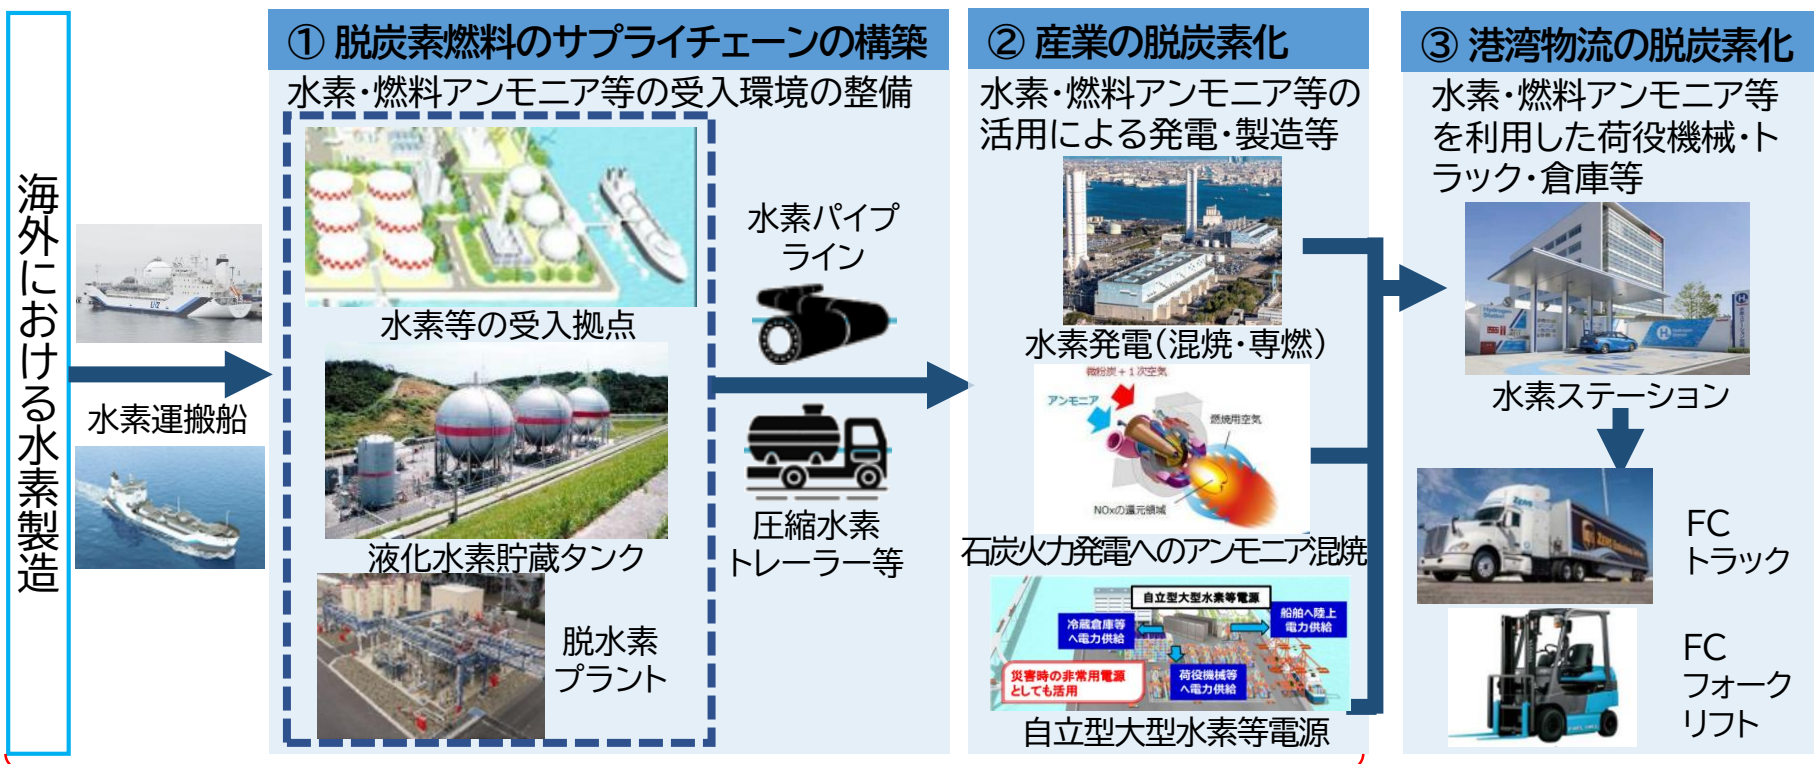 海外における水素製造
水素運搬船
① 脱炭素燃料のサプライチェーンの構築
水素・燃料アンモニア等の受入環境の整備
水素等の受入拠点
液化水素貯蔵タンク
脱水素
プラント
水素パイプ
ライン
圧縮水素
トレーラー等
② 産業の脱炭素化
水素・燃料アンモニア等の
活用による発電・製造等
水素発電(混焼・専焼)
微粉炭+1次空気
アンモニア
燃焼用空気
NOxの還元領域
石炭火力発電へのアンモニア混焼
自立型大型水素等電源
冷蔵倉庫等
へ電力供給
船舶へ陸上
電力供給
荷役機械等
へ電力供給
災害時の非常用電源
としても活用
自立型大型水素等電源
③ 港湾物流の脱炭素化
水素・燃料アンモニア等
を利用した荷役機械・ト
ラック・倉庫等
水素ステーション
FC
トラック
FC
フォーク
リフト